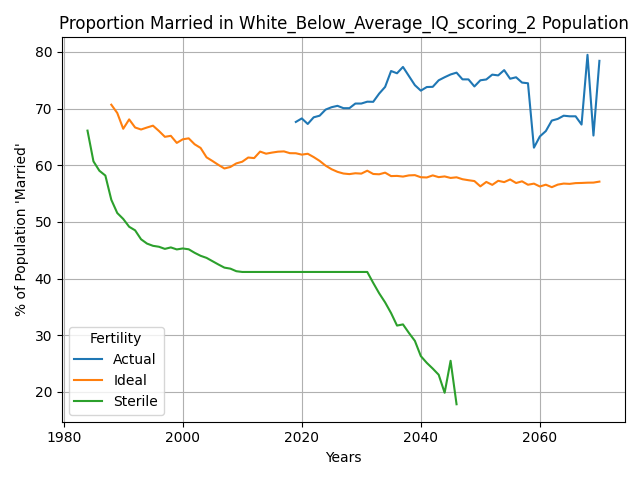 Proportion Married in White_Below_Average_IQ_scoring_2 Population
% of Population 'Married'
80
70
60
50
40
30
20
Fertility
Actual
Ideal
Sterile
1980
2000
2020
2040
2060
Years